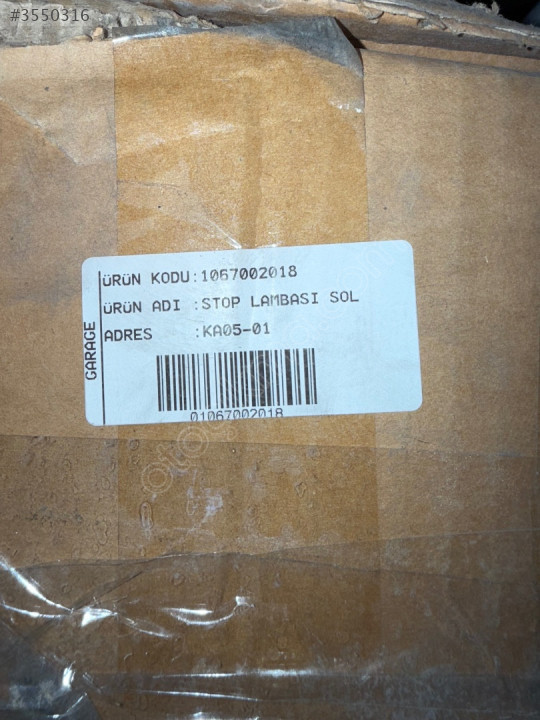 #3550316
ÜRÜN KODU:1067002018
ÜRÜN ADI :STOP LAMBASI SOL
ADRES :KA05-01
GARAGE
01067002018